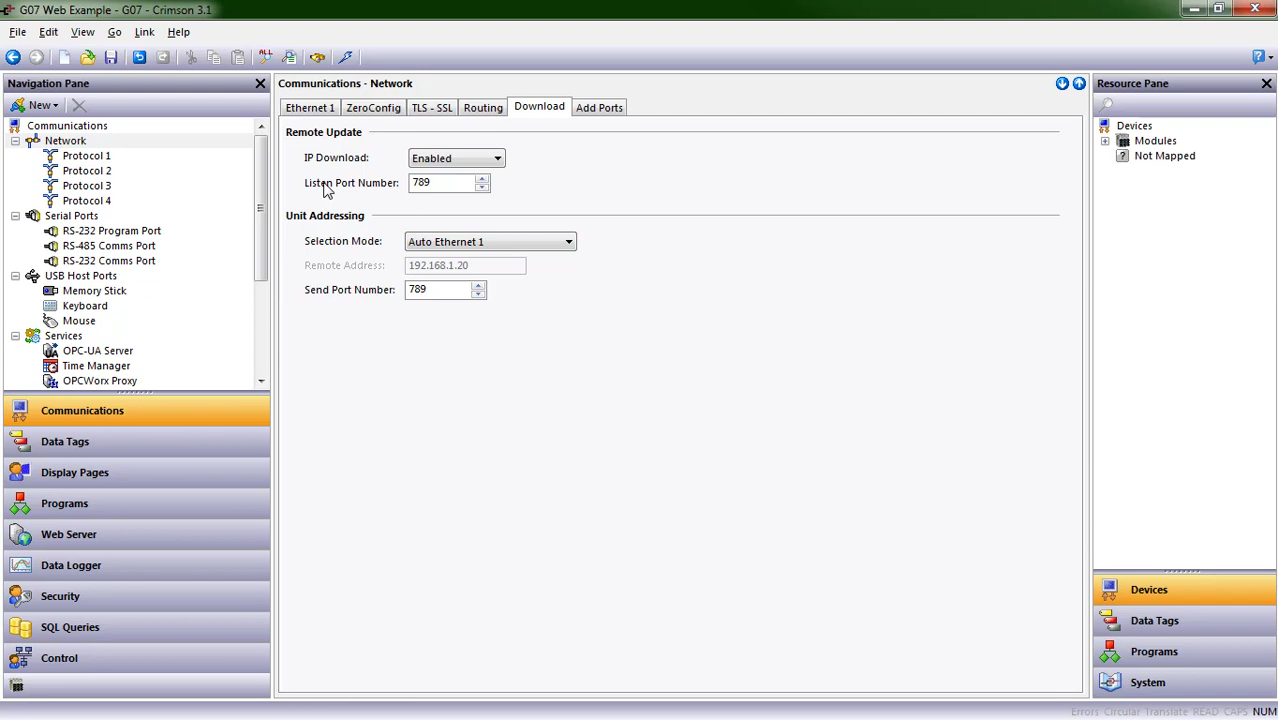 G07 Web Example - G07 - Crimson 3.1
File Edit View Go Link Help
ALL
Navigation Pane
New
Communications
Network
Protocol 1
Protocol 2
Protocol 3
Protocol 4
Serial Ports
RS-232 Program Port
RS-485 Comms Port
RS-232 Comms Port
USB Host Ports
Memory Stick
Keyboard
Mouse
Services
OPC-UA Server
Time Manager
OPCWorx Proxy
Communications
Data Tags
Display Pages
Programs
Web Server
Data Logger
Security
SQL Queries
Control
Communications - Network
Ethernet 1 ZeroConfig TLS - SSL Routing Download Add Ports
Remote Update
IP Download: Enabled
Listen Port Number: 789
Unit Addressing
Selection Mode: Auto Ethernet 1
Remote Address: 192.168.1.20
Send Port Number: 789
Resource Pane
Devices
Modules
? Not Mapped
Devices
Data Tags
Programs
System
Errors Circular Translate READ CAPS NUM